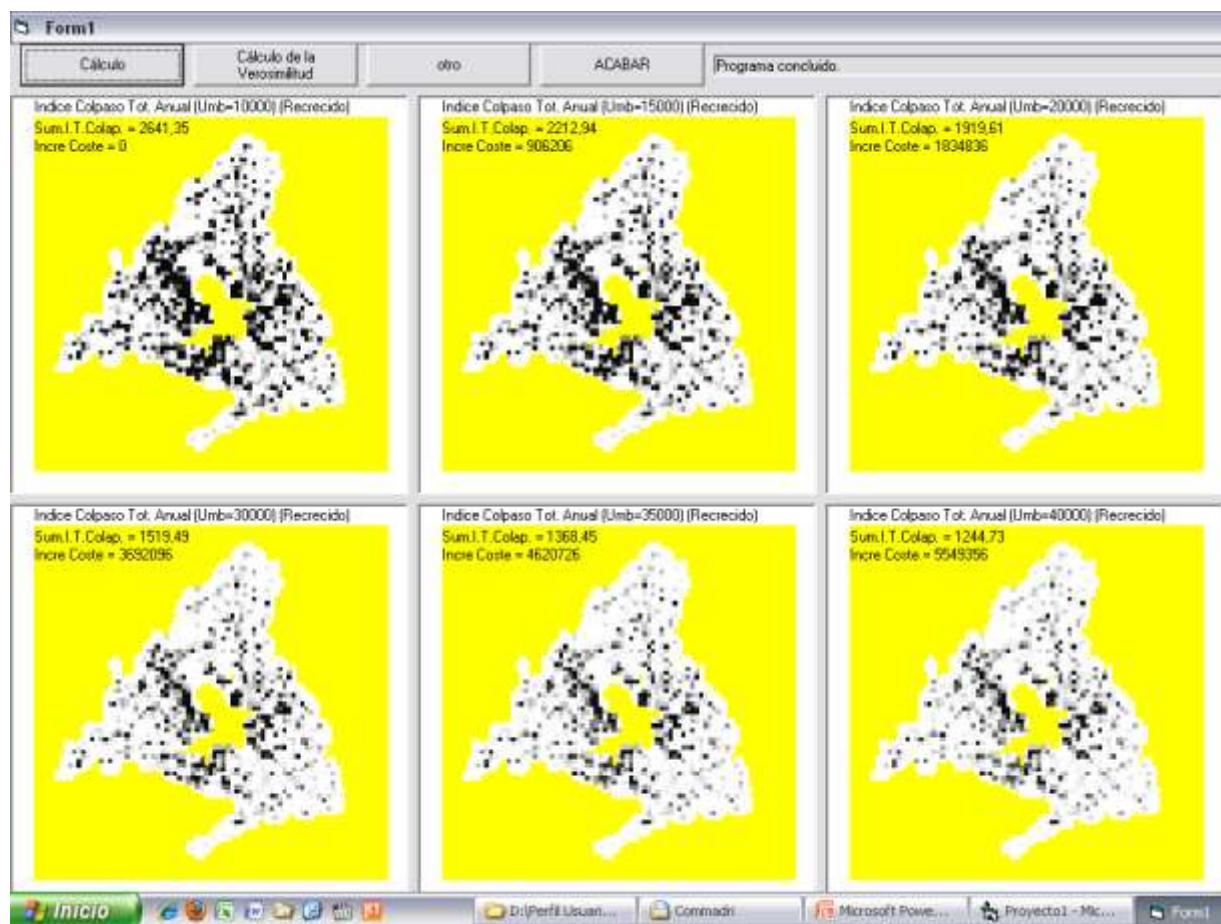 Form1
Cálculo
Cálculo de la
Verosimilitud
otro
ACABAR
Programa concluido.
Indice Colpaso Tot. Anual (Umb=10000) (Recrecido)
Sum.I.T.Colap. = 2641,35
Incre Coste = 0
Indice Colpaso Tot. Anual (Umb=15000) (Recrecido)
Sum.I.T.Colap. = 2212,94
Incre Coste = 906206
Indice Colpaso Tot. Anual (Umb=20000) (Recrecido)
Sum.I.T.Colap. = 1919,61
Incre Coste = 1834836
Indice Colpaso Tot. Anual (Umb=30000) (Recrecido)
Sum.I.T.Colap. = 1519,49
Incre Coste = 3692096
Indice Colpaso Tot. Anual (Umb=35000) (Recrecido)
Sum.I.T.Colap. = 1368,45
Incre Coste = 4620726
Indice Colpaso Tot. Anual (Umb=40000) (Recrecido)
Sum.I.T.Colap. = 1244,73
Incre Coste = 5549356
Inicio
D:\Perfil Usuari...
Commadri
Microsoft Powe...
Proyecto1 - Mic...
Form1